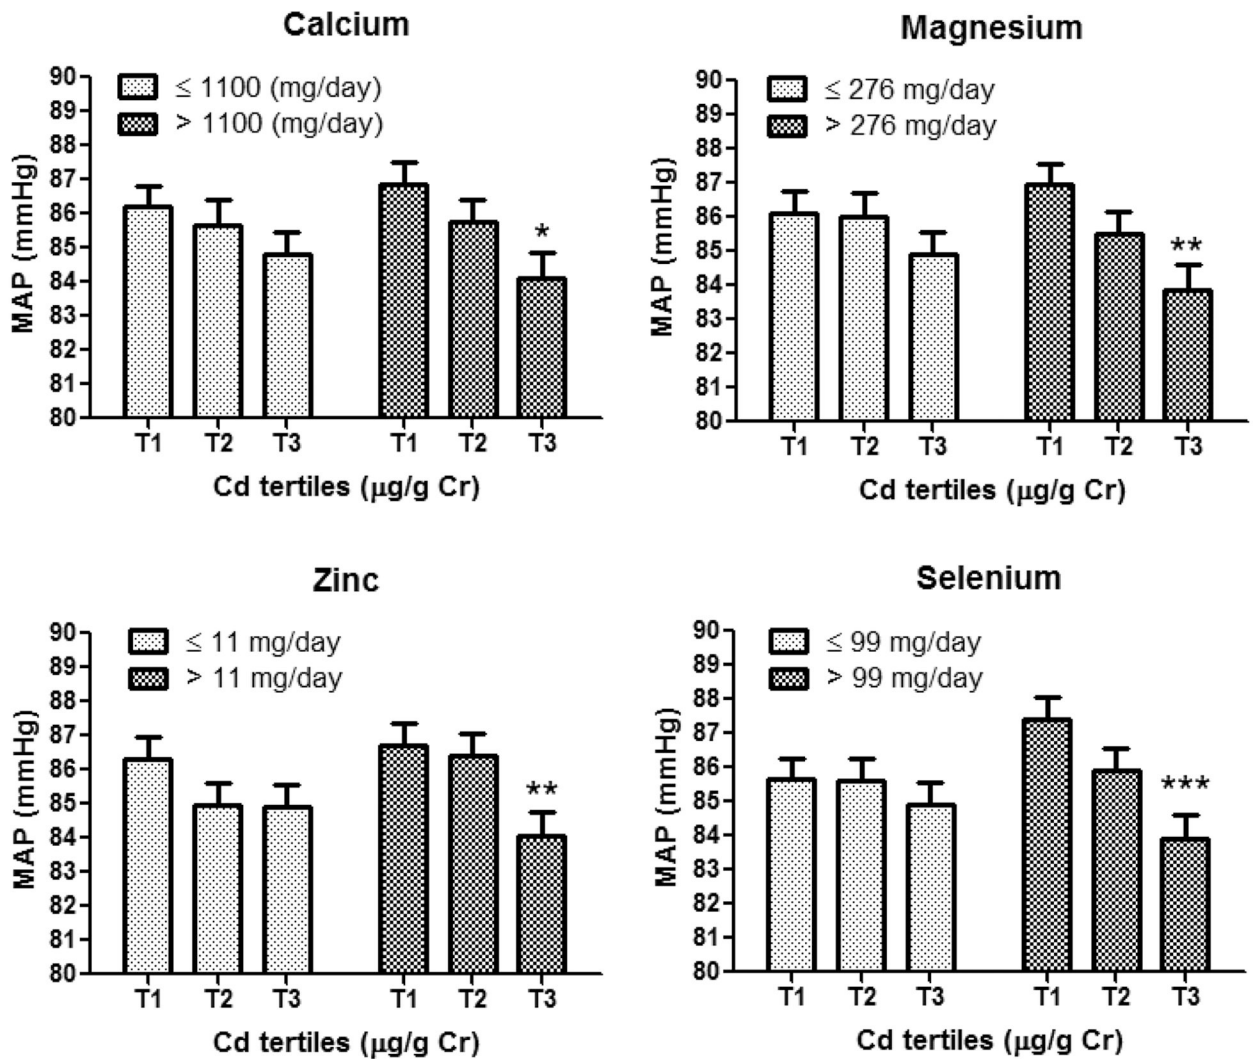 Calcium
≤ 1100 (mg/day)
> 1100 (mg/day)
MAP (mmHg)
90
89
88
87
86
85
84
83
82
81
80
*
T1 T2 T3 T1 T2 T3
Cd tertiles (μg/g Cr)
Magnesium
≤ 276 mg/day
> 276 mg/day
MAP (mmHg)
90
89
88
87
86
85
84
83
82
81
80
**
T1 T2 T3 T1 T2 T3
Cd tertiles (μg/g Cr)
Zinc
≤ 11 mg/day
> 11 mg/day
MAP (mmHg)
90
89
88
87
86
85
84
83
82
81
80
**
T1 T2 T3 T1 T2 T3
Cd tertiles (μg/g Cr)
Selenium
≤ 99 mg/day
> 99 mg/day
MAP (mmHg)
90
89
88
87
86
85
84
83
82
81
80
***
T1 T2 T3 T1 T2 T3
Cd tertiles (μg/g Cr)